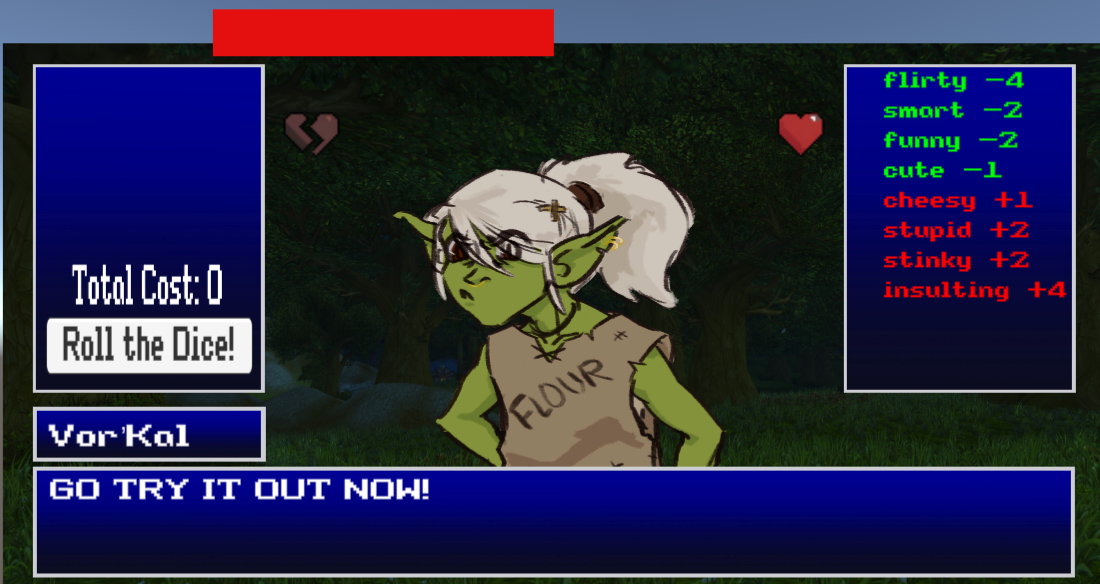 Total Cost: 0
Roll the Dice!
flirty -4
smart -2
funny -2
cute -1
cheesy +1
stupid +2
stinky +2
insulting +4
FLOUR
Vor'Kal
GO TRY IT OUT NOW!